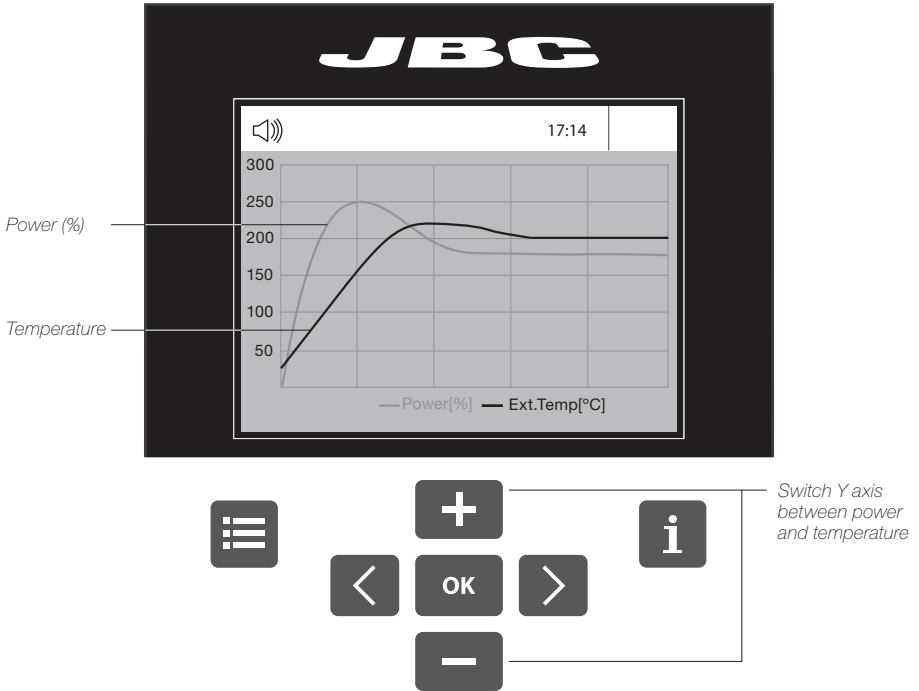 JBC
17:14
300
250
200
150
100
50
Power[%] Ext.Temp[ºC]
Power (%)
Temperature
OK
i
Switch Y axis
between power
and temperature